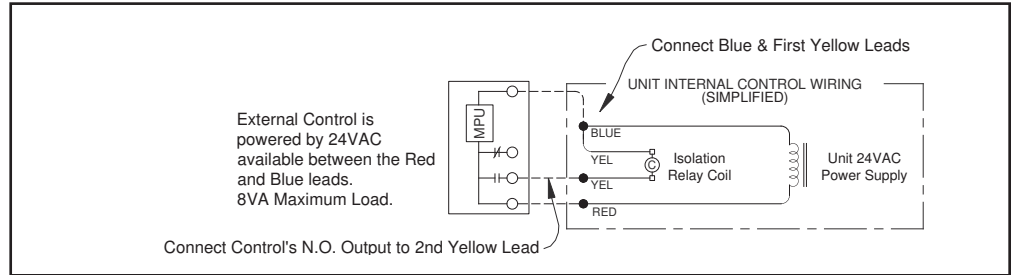 Connect Blue & First Yellow Leads
UNIT INTERNAL CONTROL WIRING
(SIMPLIFIED)
External Control is
powered by 24VAC
available between the Red
and Blue leads.
8VA Maximum Load.
MPU
BLUE
YEL
C
Isolation
Relay Coil
Unit 24VAC
Power Supply
YEL
RED
Connect Control's N.O. Output to 2nd Yellow Lead